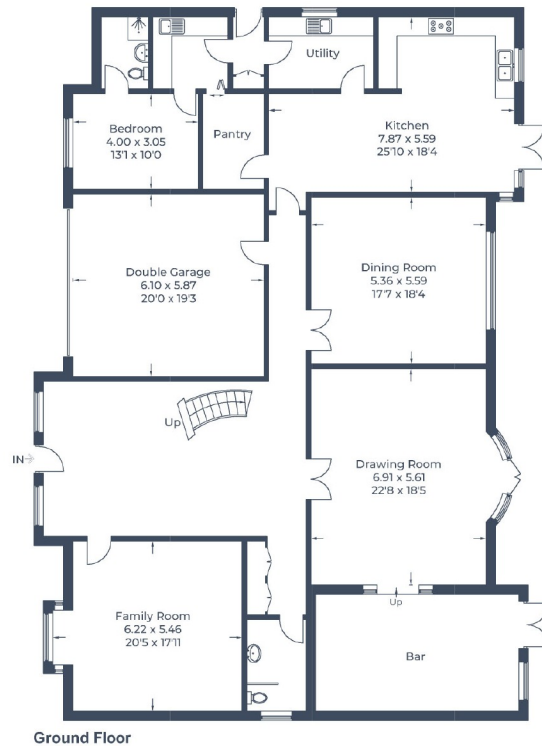 Utility
Bedroom
4.00 x 3.05
13'1 x 10'0
Pantry
Kitchen
7.87 x 5.59
25'10 x 18'4
Double Garage
6.10 x 5.87
20'0 x 19'3
Dining Room
5.36 x 5.59
17'7 x 18'4
Up
IN
Drawing Room
6.91 x 5.61
22'8 x 18'5
Up
Family Room
6.22 x 5.46
20'5 x 17'11
Bar
Ground Floor